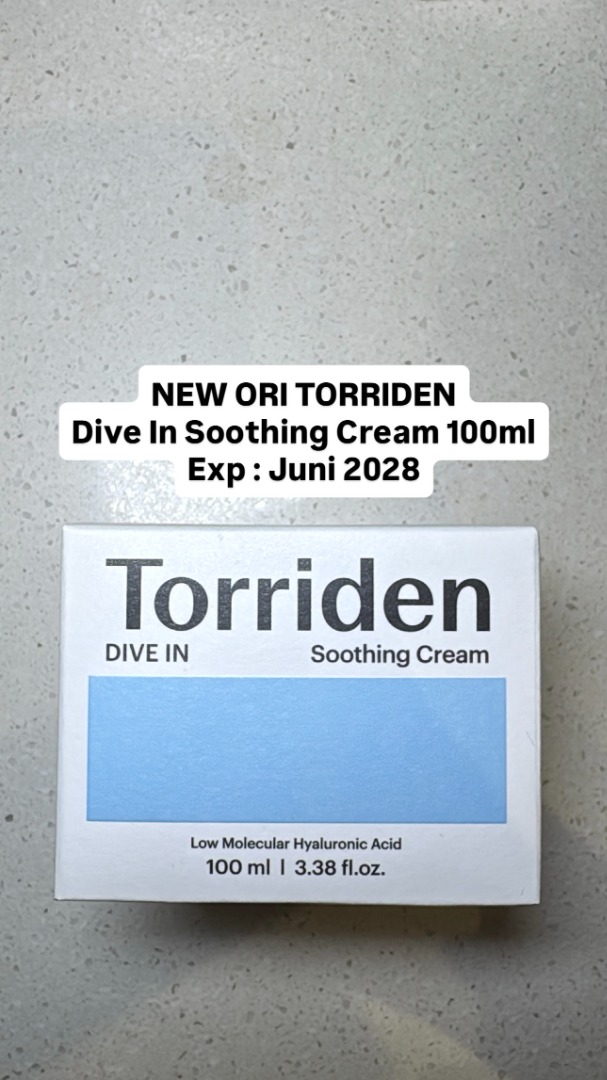 NEW ORI TORRIDEN
Dive In Soothing Cream 100ml
Exp : Juni 2028
Torriden
DIVE IN Soothing Cream
Low Molecular Hyaluronic Acid
100 ml | 3.38 fl.oz.